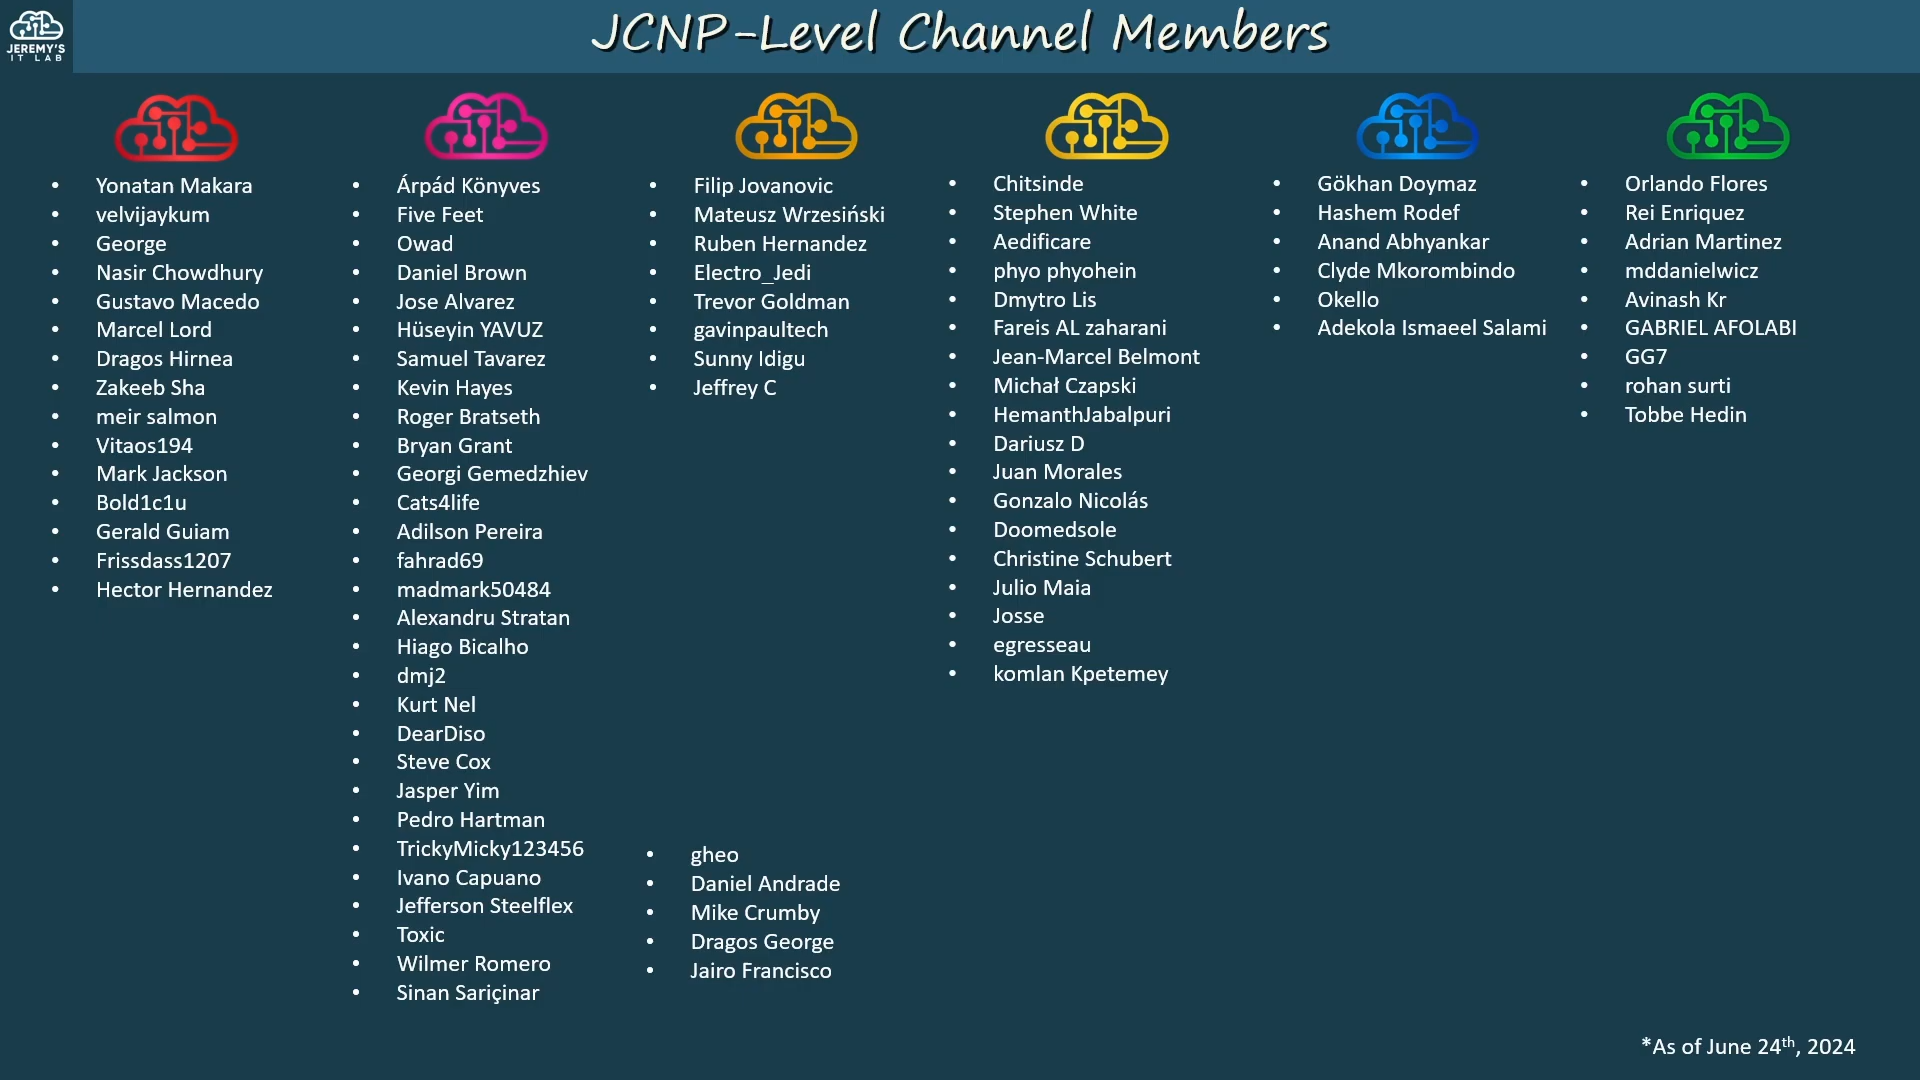 JEREMY'S
IT LAB
JCNP-Level Channel Members
• Yonatan Makara
• velvijaykum
• George
• Nasir Chowdhury
• Gustavo Macedo
• Marcel Lord
• Dragos Hirnea
• Zakeeb Sha
• meir salmon
• Vitaos194
• Mark Jackson
• Bold1c1u
• Gerald Guiam
• Frissdass1207
• Hector Hernandez
• Árpád Könyves
• Five Feet
• Owad
• Daniel Brown
• Jose Alvarez
• Hüseyin YAVUZ
• Samuel Tavarez
• Kevin Hayes
• Roger Bratseth
• Bryan Grant
• Georgi Gemedzhiev
• Cats4life
• Adilson Pereira
• fahrad69
• madmark50484
• Alexandru Stratan
• Hiago Bicalho
• dmj2
• Kurt Nel
• DearDiso
• Steve Cox
• Jasper Yim
• Pedro Hartman
• TrickyMicky123456
• Ivano Capuano
• Jefferson Steelflex
• Toxic
• Wilmer Romero
• Sinan Sariçinar
• Filip Jovanovic
• Mateusz Wrzesiński
• Ruben Hernandez
• Electro_Jedi
• Trevor Goldman
• gavinpaultech
• Sunny Idigu
• Jeffrey C
• gheo
• Daniel Andrade
• Mike Crumby
• Dragos George
• Jairo Francisco
• Chitsinde
• Stephen White
• Aedificare
• phyo phyohein
• Dmytro Lis
• Fareis AL zaharani
• Jean-Marcel Belmont
• Michał Czapski
• HemanthJabalpuri
• Dariusz D
• Juan Morales
• Gonzalo Nicolás
• Doomedsole
• Christine Schubert
• Julio Maia
• Josse
• egresseau
• komlan Kpetemey
• Gökhan Doymaz
• Hashem Rodef
• Anand Abhyankar
• Clyde Mkorombindo
• Okello
• Adekola Ismaeel Salami
• Orlando Flores
• Rei Enriquez
• Adrian Martinez
• mddanielwicz
• Avinash Kr
• GABRIEL AFOLABI
• GG7
• rohan surti
• Tobbe Hedin
*As of June 24th, 2024